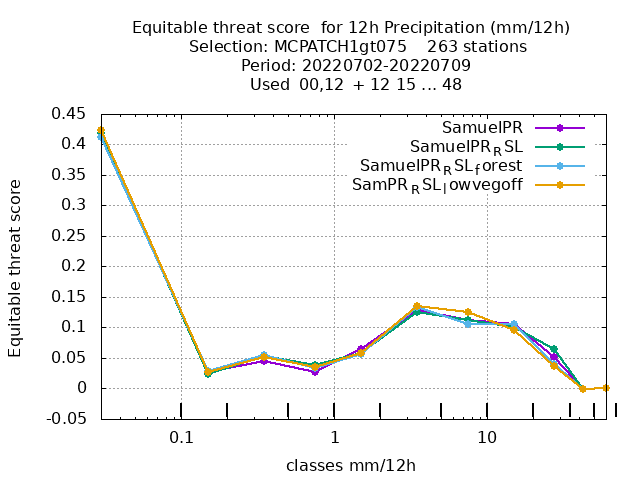 Equitable threat score  for 12h Precipitation (mm/12h)
Selection: MCPATCH1gt075    263 stations
Period: 20220702-20220709
Used  00,12  + 12 15 ... 48
SamuelPR
SamuelPR_RSL
SamuelPR_RSL_forest
SamPR_RSL_lowvegoff
Equitable threat score
0.45
0.4
0.35
0.3
0.25
0.2
0.15
0.1
0.05
0
-0.05
0.1
1
10
classes mm/12h